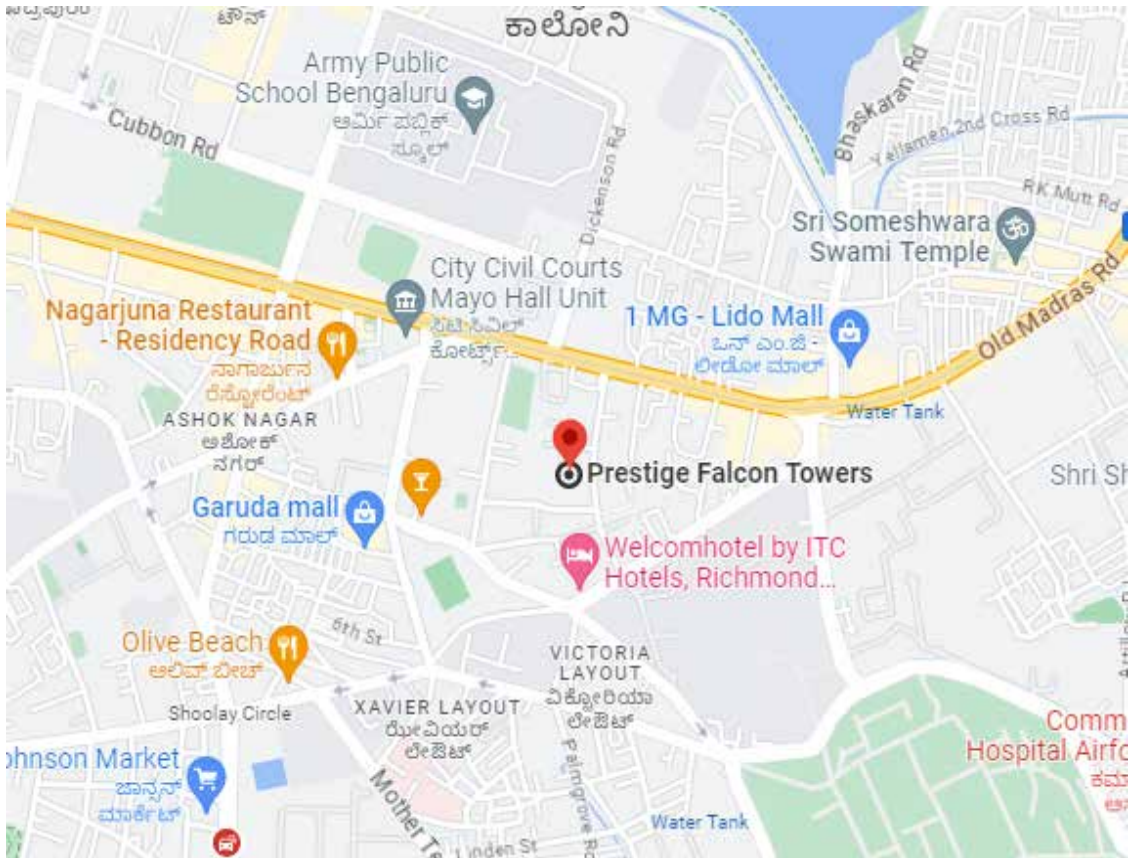 ಟೌನ್
ಕಾಲೋನಿ
Army Public
School Bengaluru
ಆರ್ಮಿ ಪಬ್ಲಿಕ್
ಸ್ಕೂಲ್
Cubbon Rd
Dickenson Rd
Bhaskaran Rd
Yellamen 2nd Cross Rd
RK Mutt Rd
Sri Someshwara
Swami Temple
Old Madras Rd
City Civil Courts
Mayo Hall Unit
ಸಿಟಿ ಸಿವಿಲ್
ಕೋರ್ಟ್ಸ್...
Nagarjuna Restaurant
- Residency Road
ನಾಗಾರ್ಜುನ
ರೆಸ್ಟೋರೆಂಟ್
1 MG - Lido Mall
ಒನ್ ಎಂ.ಜಿ -
ಲೀಡೋ ಮಾಲ್
Water Tank
ASHOK NAGAR
ಅಶೋಕ್
ನಗರ್
Prestige Falcon Towers
Shri Sh
Garuda mall
ಗರುಡ ಮಾಲ್
Welcomhotel by ITC
Hotels, Richmond...
6th St
Olive Beach
ಆಲಿವ್ ಬೀಚ್
VICTORIA
LAYOUT
ವಿಕ್ಟೋರಿಯಾ
ಲೇಔಟ್
Shoolay Circle
XAVIER LAYOUT
ಝೇವಿಯರ್
ಲೇಔಟ್
Comm
Hospital Airfo
ಕಮಾ
ohnson Market
ಜಾನ್ಸನ್
ಮಾರ್ಕೆಟ್
Mother Te
Palmgrove Rd
Water Tank
Linden St